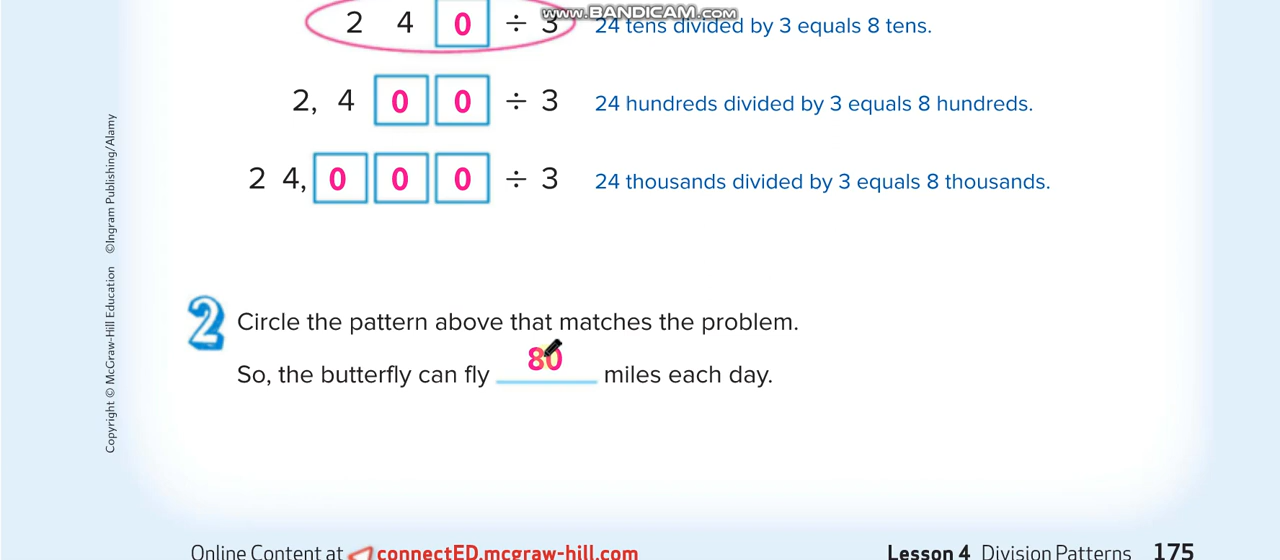 www.BANDICAM.com
2 4 0 ÷ 3 24 tens divided by 3 equals 8 tens.
2, 4 0 0 ÷ 3 24 hundreds divided by 3 equals 8 hundreds.
2 4, 0 0 0 ÷ 3 24 thousands divided by 3 equals 8 thousands.
2 Circle the pattern above that matches the problem.
So, the butterfly can fly 80 miles each day.
Copyright © McGraw-Hill Education ©Ingram Publishing/Alamy
Online Content at connectED.mcgraw-hill.com
Lesson 4 Division Patterns 175